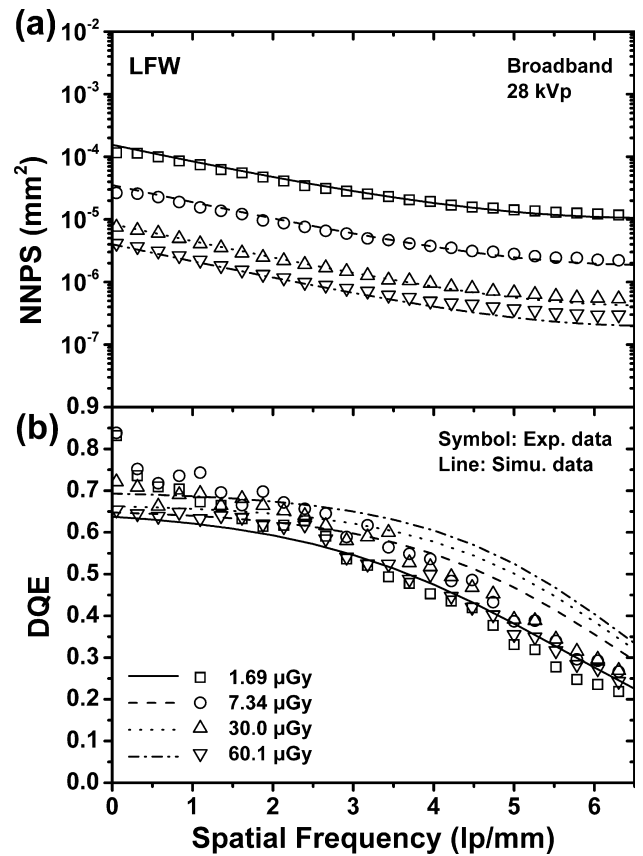 (a)
LFW
Broadband
28 kVp
NNPS (mm²)
10⁻²
10⁻³
10⁻⁴
10⁻⁵
10⁻⁶
10⁻⁷
(b)
Symbol: Exp. data
Line: Simu. data
DQE
0.9
0.8
0.7
0.6
0.5
0.4
0.3
0.2
0.1
0.0
1.69 μGy
7.34 μGy
30.0 μGy
60.1 μGy
0 1 2 3 4 5 6
Spatial Frequency (lp/mm)